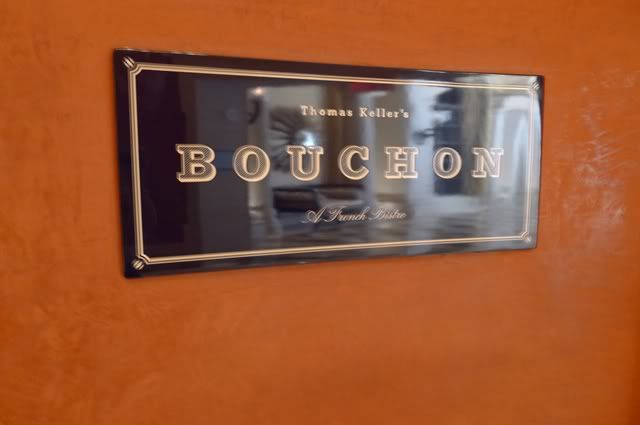 Thomas Keller's
BOUCHON
A French Bistro